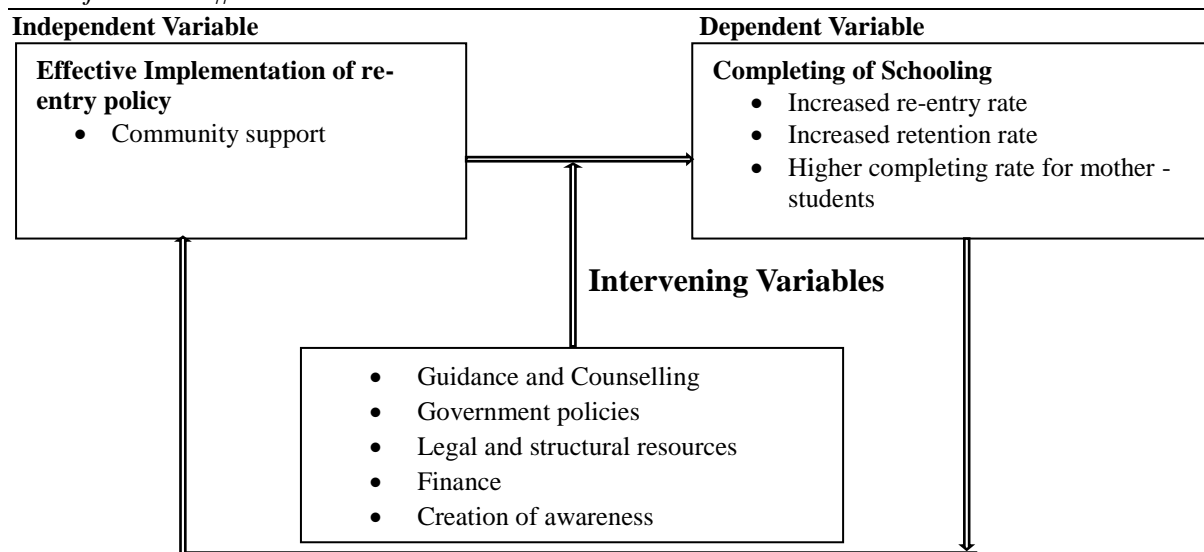 Independent Variable
Dependent Variable
Effective Implementation of re-
entry policy
• Community support
Completing of Schooling
• Increased re-entry rate
• Increased retention rate
• Higher completing rate for mother -
students
Intervening Variables
• Guidance and Counselling
• Government policies
• Legal and structural resources
• Finance
• Creation of awareness